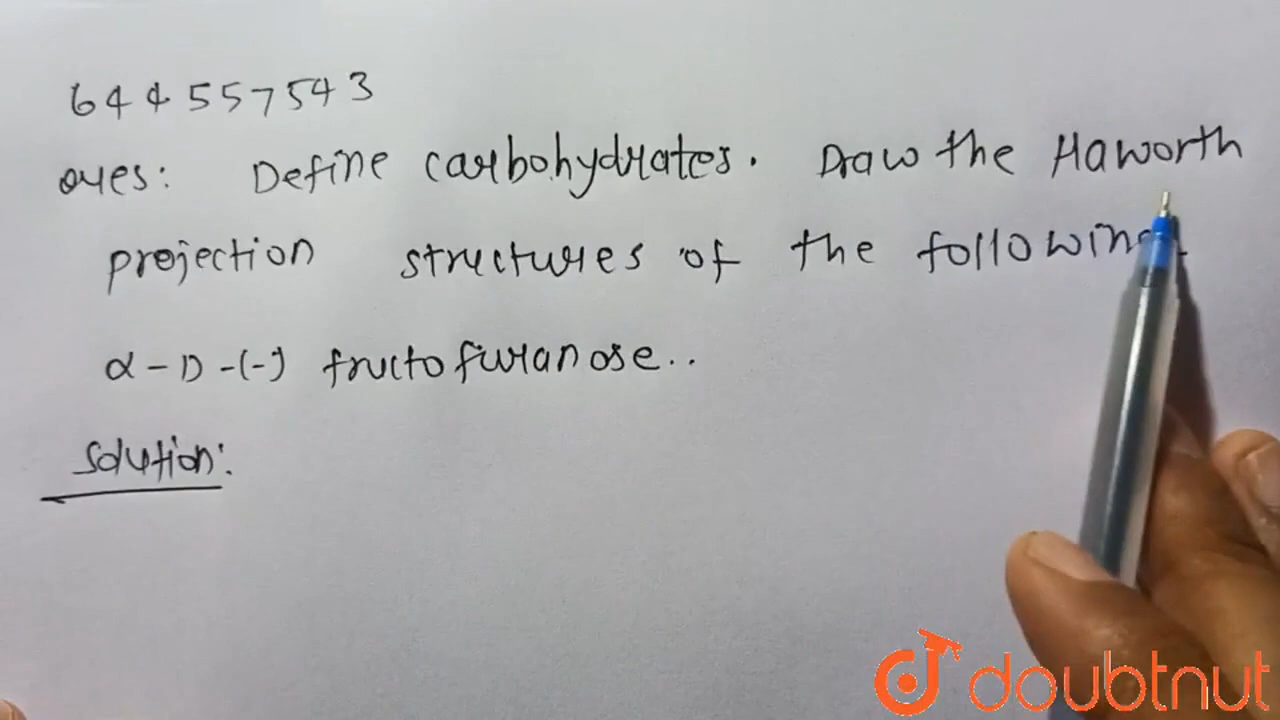 644557543
Ques: Define carbohydrates. Draw the Haworth
projection structures of the following
α-D-(-) fructofuranose..
Solution:
doubtnut